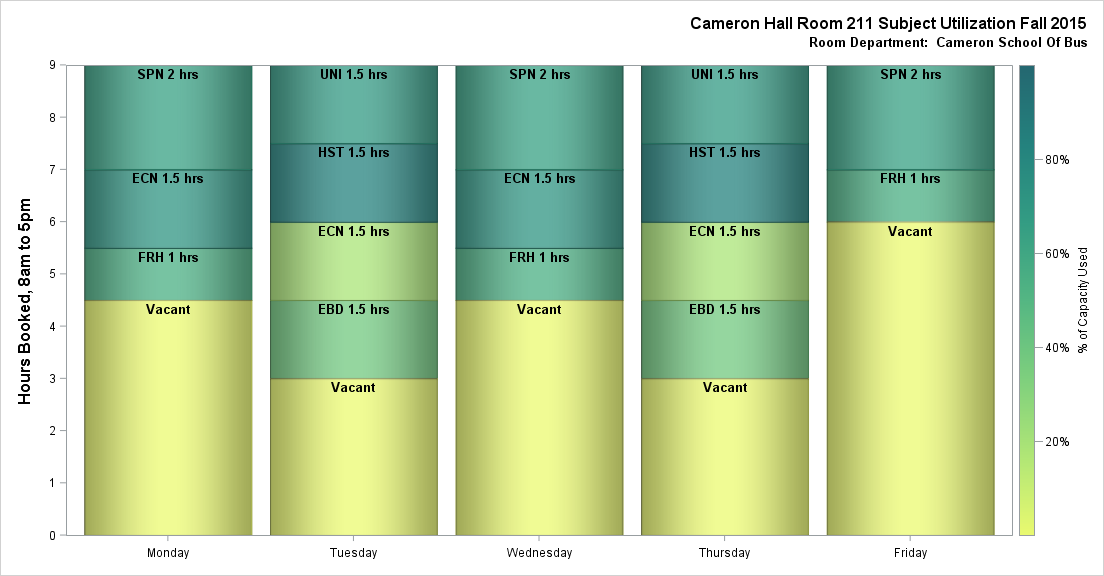 Cameron Hall Room 211 Subject Utilization Fall 2015
Room Department:  Cameron School Of Bus
Hours Booked, 8am to 5pm
9
8
7
6
5
4
3
2
1
0
SPN 2 hrs
ECN 1.5 hrs
FRH 1 hrs
Vacant
Monday
UNI 1.5 hrs
HST 1.5 hrs
ECN 1.5 hrs
EBD 1.5 hrs
Vacant
Tuesday
SPN 2 hrs
ECN 1.5 hrs
FRH 1 hrs
Vacant
Wednesday
UNI 1.5 hrs
HST 1.5 hrs
ECN 1.5 hrs
EBD 1.5 hrs
Vacant
Thursday
SPN 2 hrs
FRH 1 hrs
Vacant
Friday
80%
60%
40%
20%
% of Capacity Used